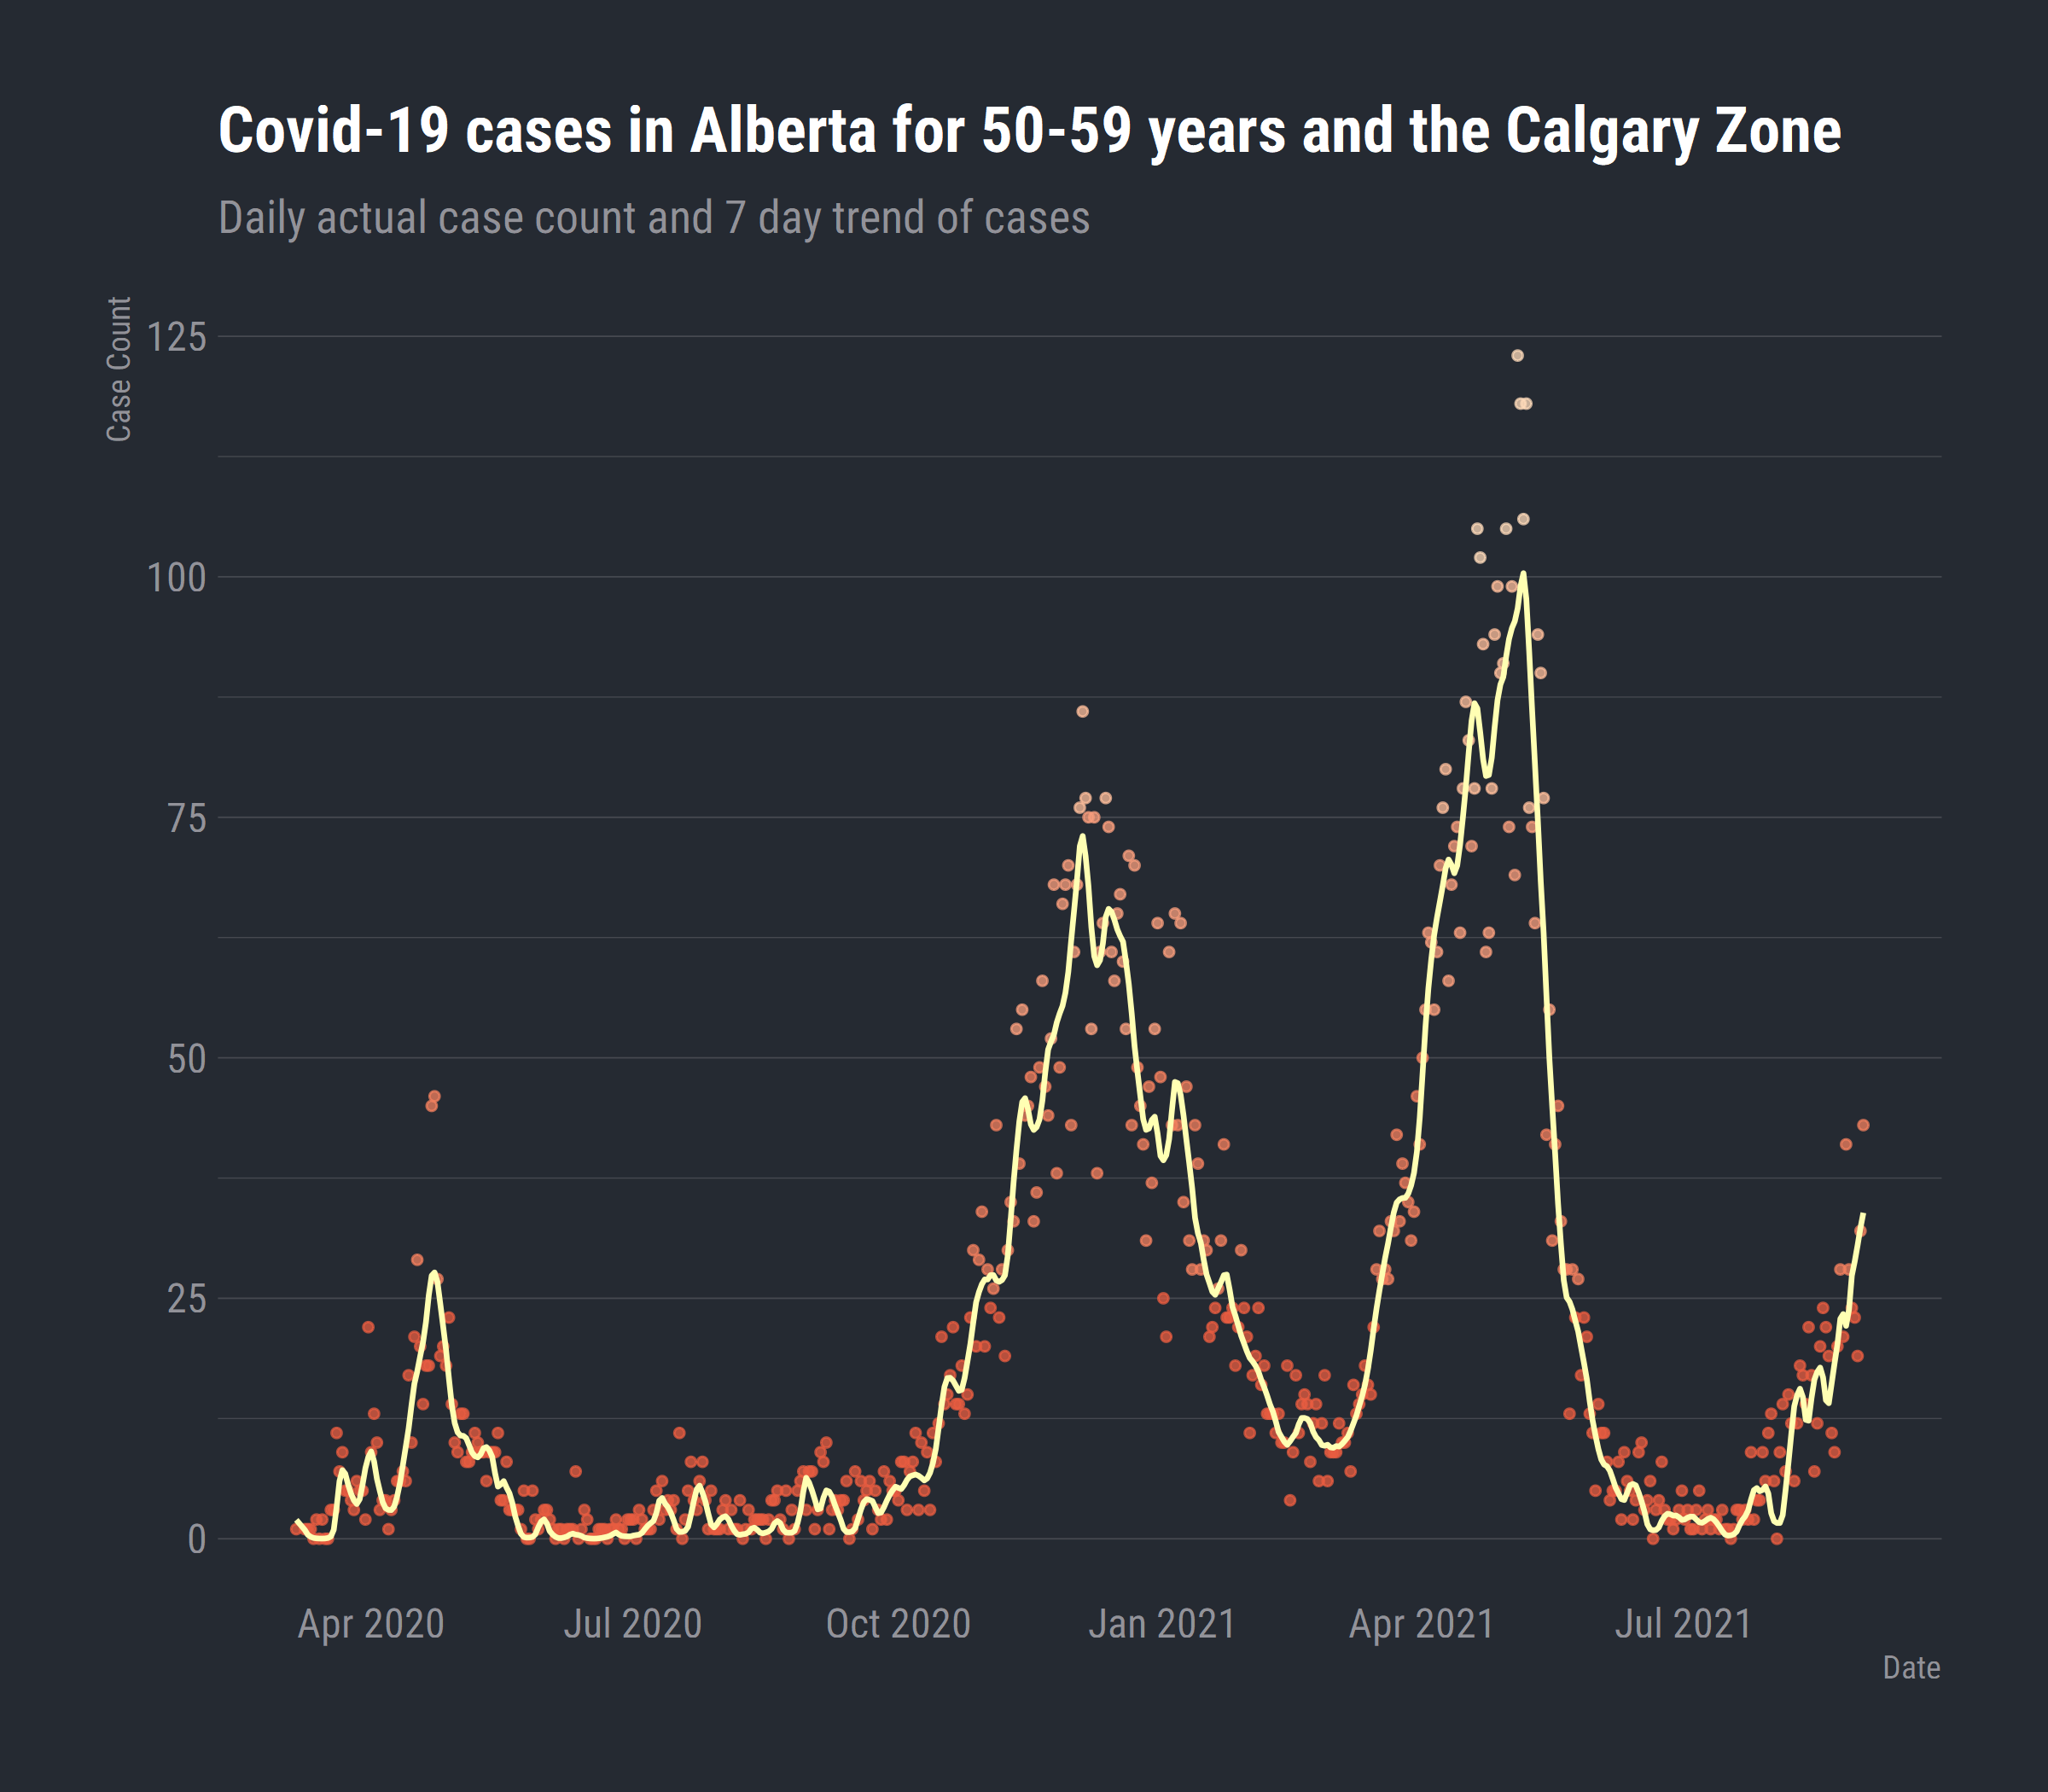 Covid-19 cases in Alberta for 50-59 years and the Calgary Zone
Daily actual case count and 7 day trend of cases
Case Count
125
100
75
50
25
0
Apr 2020
Jul 2020
Oct 2020
Jan 2021
Apr 2021
Jul 2021
Date